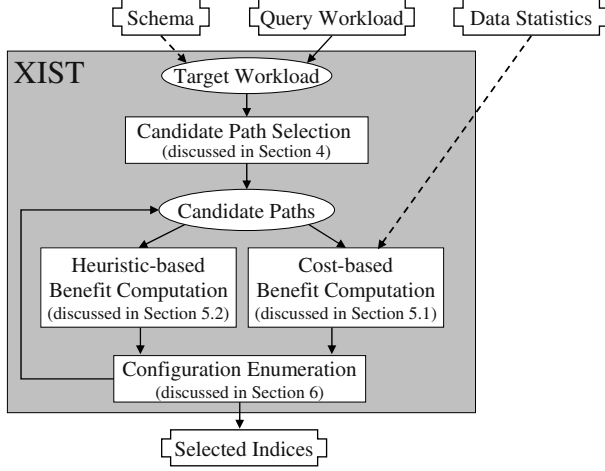 Schema
Query Workload
Data Statistics
XIST
Target Workload
Candidate Path Selection
(discussed in Section 4)
Candidate Paths
Heuristic-based
Benefit Computation
(discussed in Section 5.2)
Cost-based
Benefit Computation
(discussed in Section 5.1)
Configuration Enumeration
(discussed in Section 6)
Selected Indices